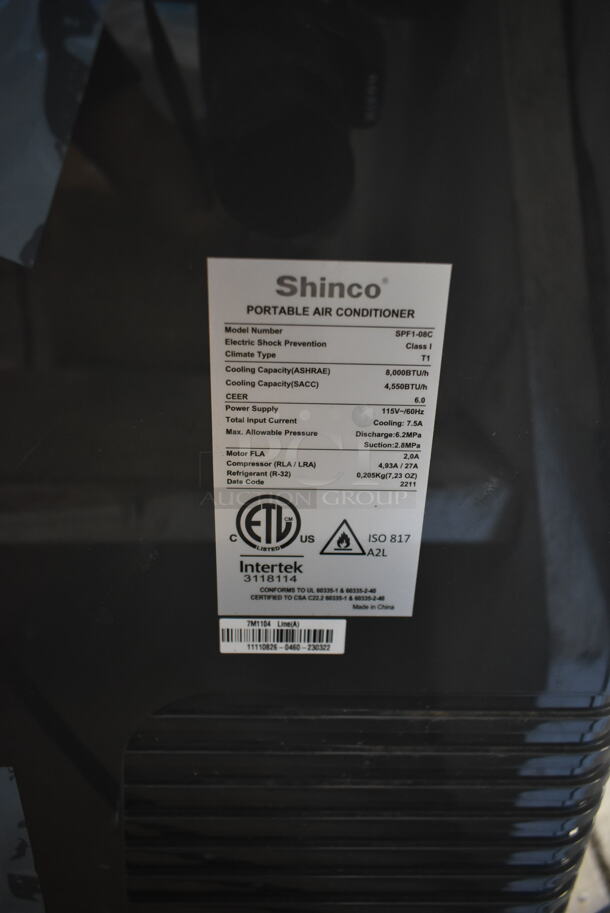 Shinco®
PORTABLE AIR CONDITIONER
Model Number SPF1-08C
Electric Shock Prevention Class I
Climate Type T1
Cooling Capacity(ASHRAE) 8,000BTU/h
Cooling Capacity(SACC) 4,550BTU/h
CEER 6.0
Power Supply 115V~/60Hz
Total Input Current Cooling: 7.5A
Max. Allowable Pressure Discharge:6.2MPa
Suction:2.8MPa
Motor FLA 2,0A
Compressor (RLA / LRA) 4,93A / 27A
Refrigerant (R-32) 0,205Kg(7,23 OZ)
Date Code 2211
PCI
AUCTION GROUP
C ETL CM US
LISTED
Intertek
3118114
ISO 817
A2L
CONFORMS TO UL 60335-1 & 60335-2-40
CERTIFIED TO CSA C22.2 60335-1 & 60335-2-40
Made in China
7M1104 Line(A)
11110826-0460-230322